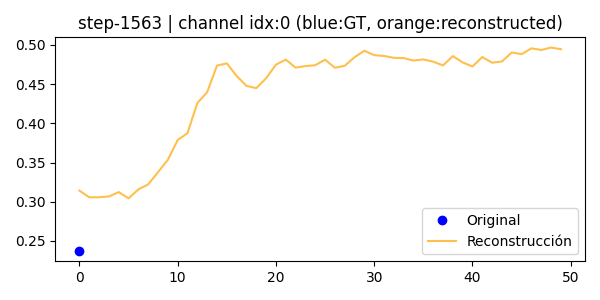 step-1563 | channel idx:0 (blue:GT, orange:reconstructed)
0.50
0.45
0.40
0.35
0.30
0.25
Original
Reconstrucción
0 10 20 30 40 50